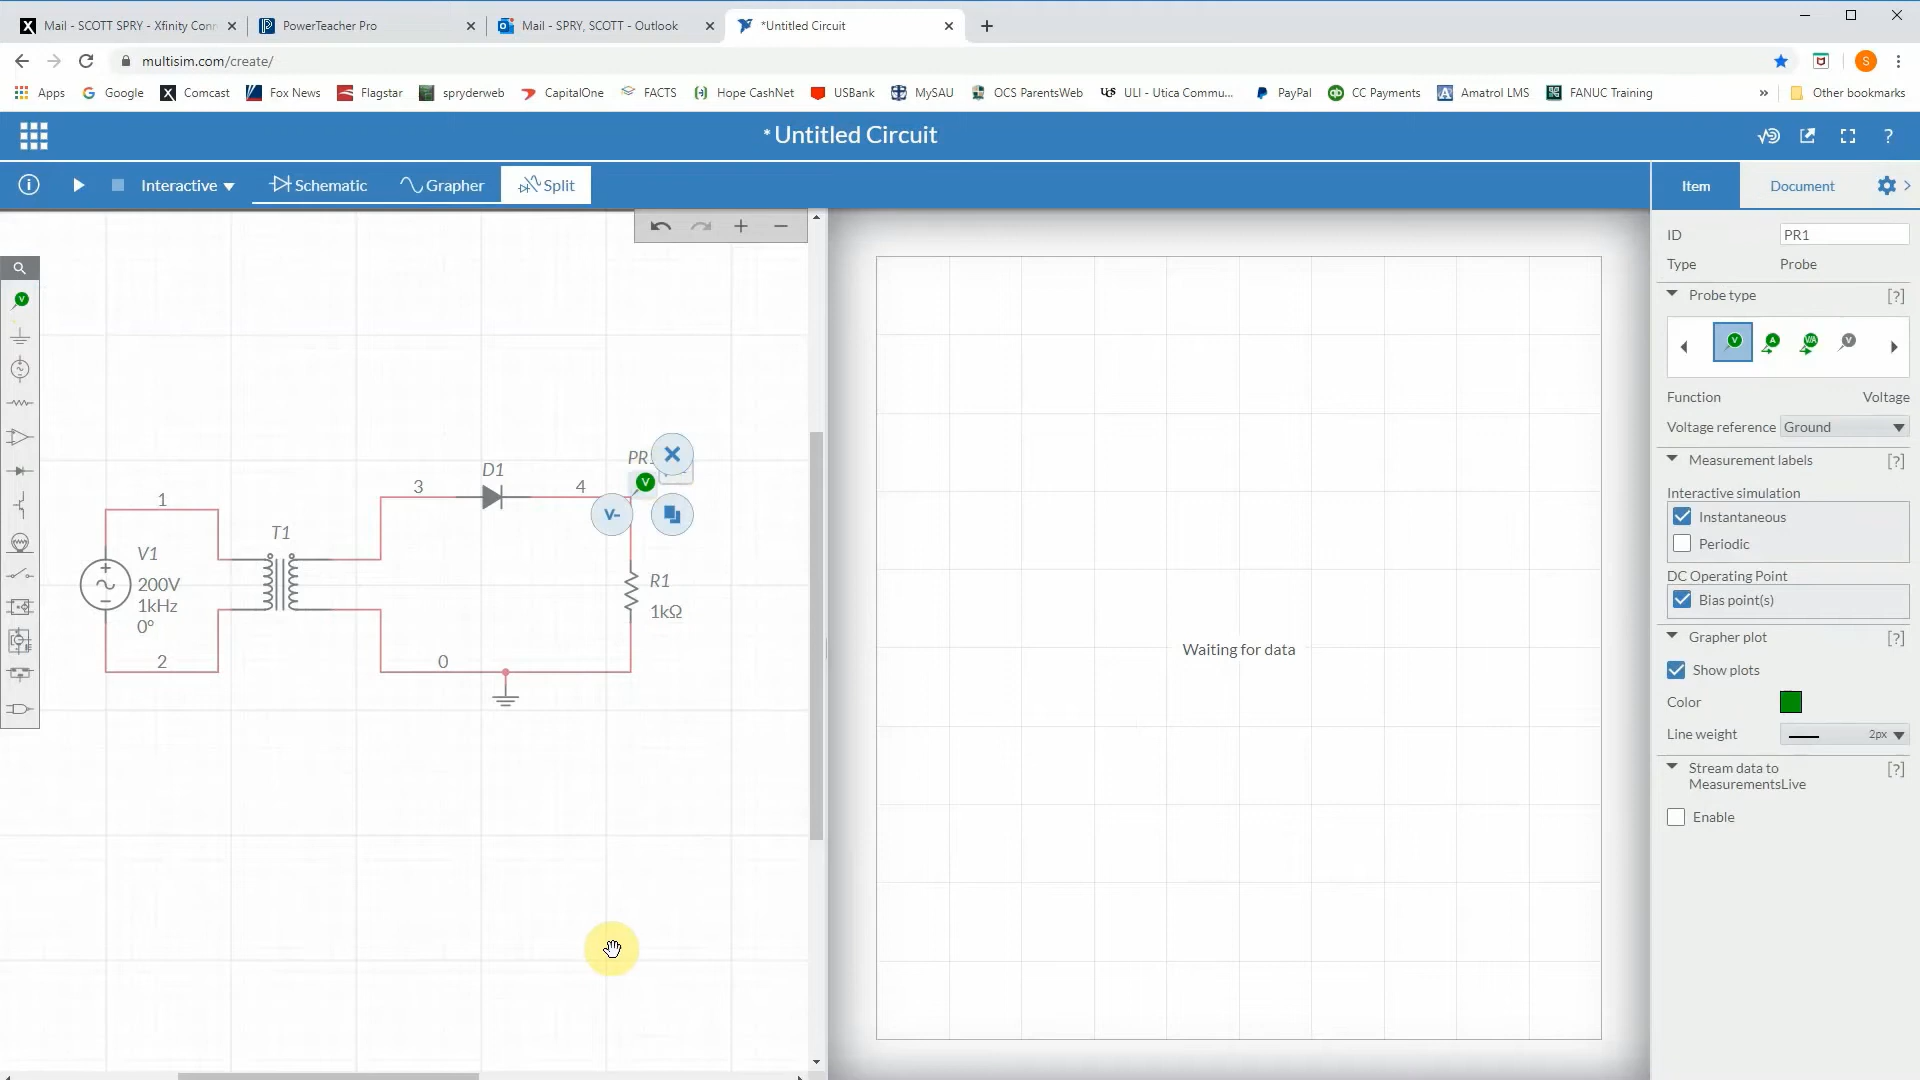 Mail - SCOTT SPRY - Xfinity Conn
PowerTeacher Pro
Mail - SPRY, SCOTT - Outlook
*Untitled Circuit
multisim.com/create/
S
Apps
Google
Comcast
Fox News
Flagstar
spryderweb
CapitalOne
FACTS
Hope CashNet
USBank
MySAU
OCS ParentsWeb
UCS
ULI - Utica Commu...
PayPal
CC Payments
Amatrol LMS
FANUC Training
»
Other bookmarks
* Untitled Circuit
?
Interactive
Schematic
Grapher
Split
Item
Document
ID
PR1
Type
Probe
Probe type
[?]
V
A
V/A
V
Function
Voltage
Voltage reference
Ground
Measurement labels
[?]
Interactive simulation
Instantaneous
Periodic
DC Operating Point
Bias point(s)
Grapher plot
[?]
Show plots
Color
Line weight
2px
Stream data to
MeasurementsLive
[?]
Enable
V
1
V1
200V
1kHz
0°
2
T1
3
D1
4
PR
V
V-
R1
1kΩ
0
Waiting for data